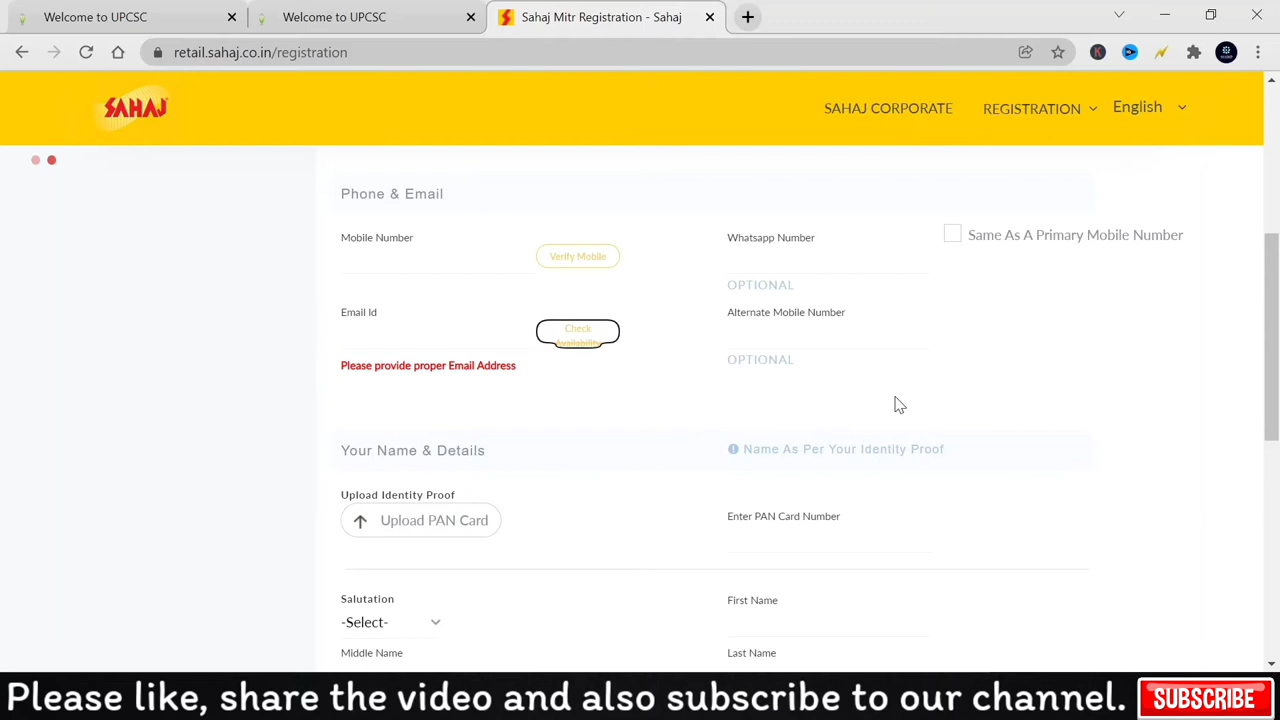 Welcome to UPCSC
Welcome to UPCSC
Sahaj Mitr Registration - Sahaj
retail.sahaj.co.in/registration
K
SAHAJ
SAHAJ CORPORATE
REGISTRATION
English
Phone & Email
Mobile Number
Verify Mobile
Whatsapp Number
Same As A Primary Mobile Number
OPTIONAL
Email Id
Check
Availability
Alternate Mobile Number
Please provide proper Email Address
OPTIONAL
Your Name & Details
Name As Per Your Identity Proof
Upload Identity Proof
Upload PAN Card
Enter PAN Card Number
Salutation
-Select-
First Name
Middle Name
Last Name
Please like, share the video and also subscribe to our channel.
SUBSCRIBE